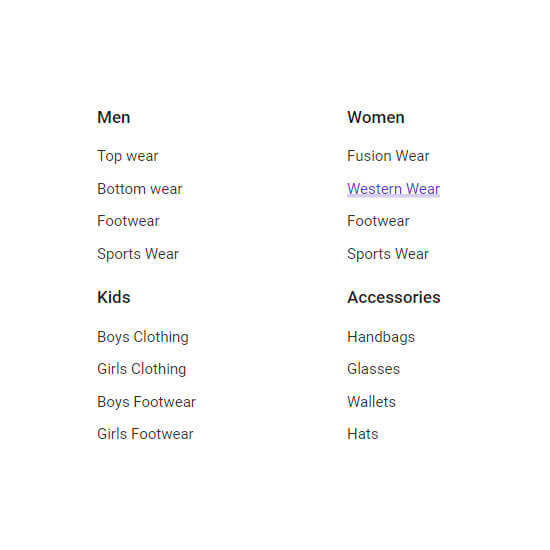 Men
Top wear
Bottom wear
Footwear
Sports Wear
Women
Fusion Wear
Western Wear
Footwear
Sports Wear
Kids
Boys Clothing
Girls Clothing
Boys Footwear
Girls Footwear
Accessories
Handbags
Glasses
Wallets
Hats